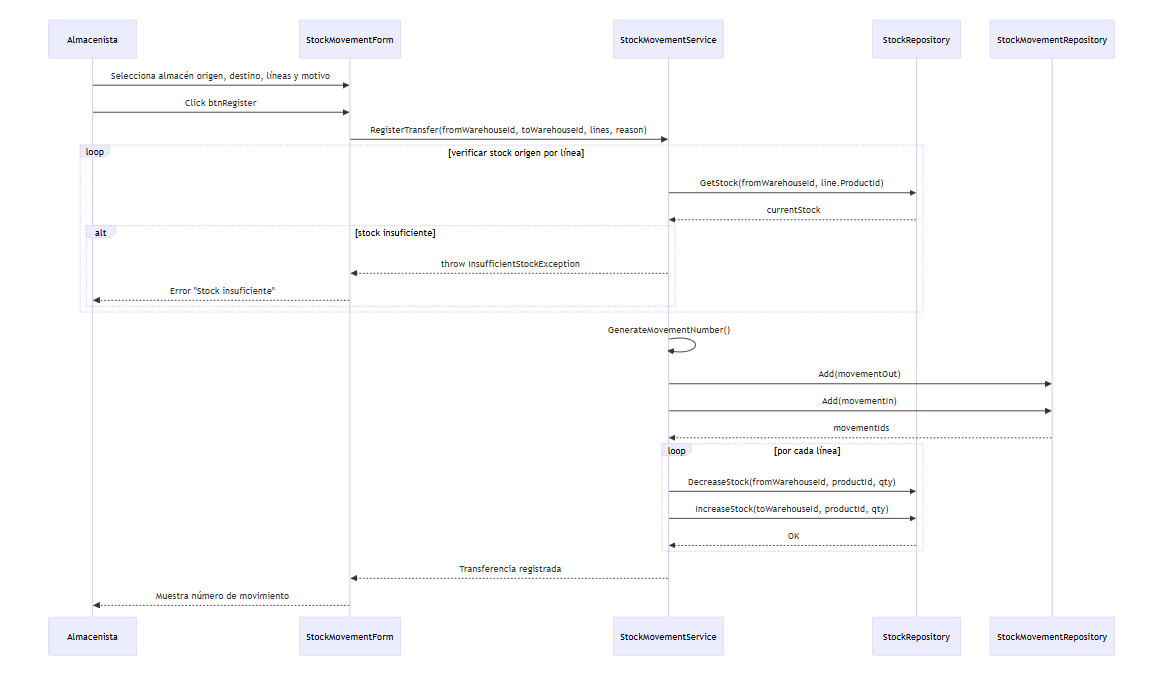 Almacenista
StockMovementForm
StockMovementService
StockRepository
StockMovementRepository
Selecciona almacén origen, destino, líneas y motivo
Click btnRegister
RegisterTransfer(fromWarehouseId, toWarehouseId, lines, reason)
loop
[verificar stock origen por línea]
GetStock(fromWarehouseId, line.ProductId)
currentStock
alt
[stock insuficiente]
throw InsufficientStockException
Error "Stock insuficiente"
GenerateMovementNumber()
Add(movementOut)
Add(movementIn)
movementIds
loop
[por cada línea]
DecreaseStock(fromWarehouseId, productId, qty)
IncreaseStock(toWarehouseId, productId, qty)
OK
Transferencia registrada
Muestra número de movimiento
Almacenista
StockMovementForm
StockMovementService
StockRepository
StockMovementRepository